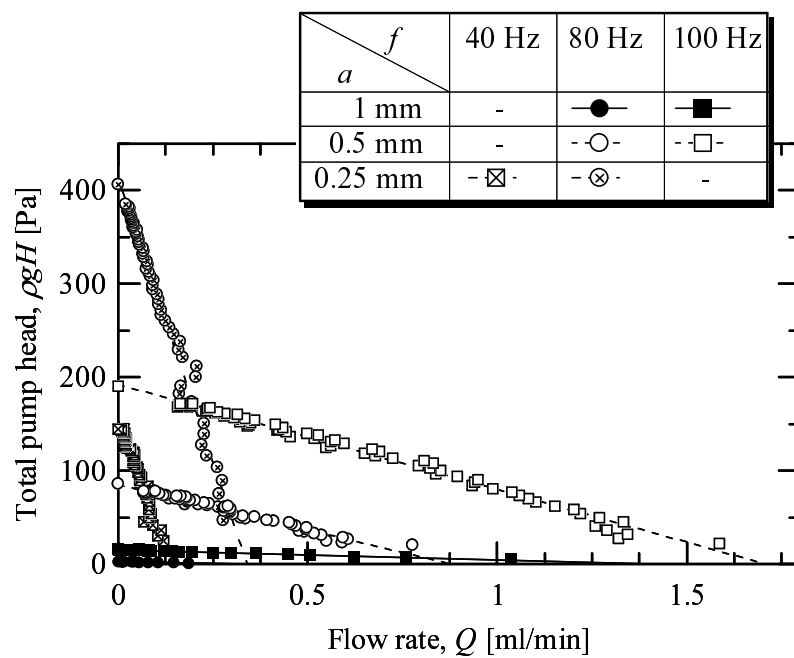 f 40 Hz 80 Hz 100 Hz
a
1 mm -
0.5 mm -
0.25 mm -
400
300
200
100
0
Total pump head, ρgH [Pa]
0 0.5 1 1.5
Flow rate, Q [ml/min]